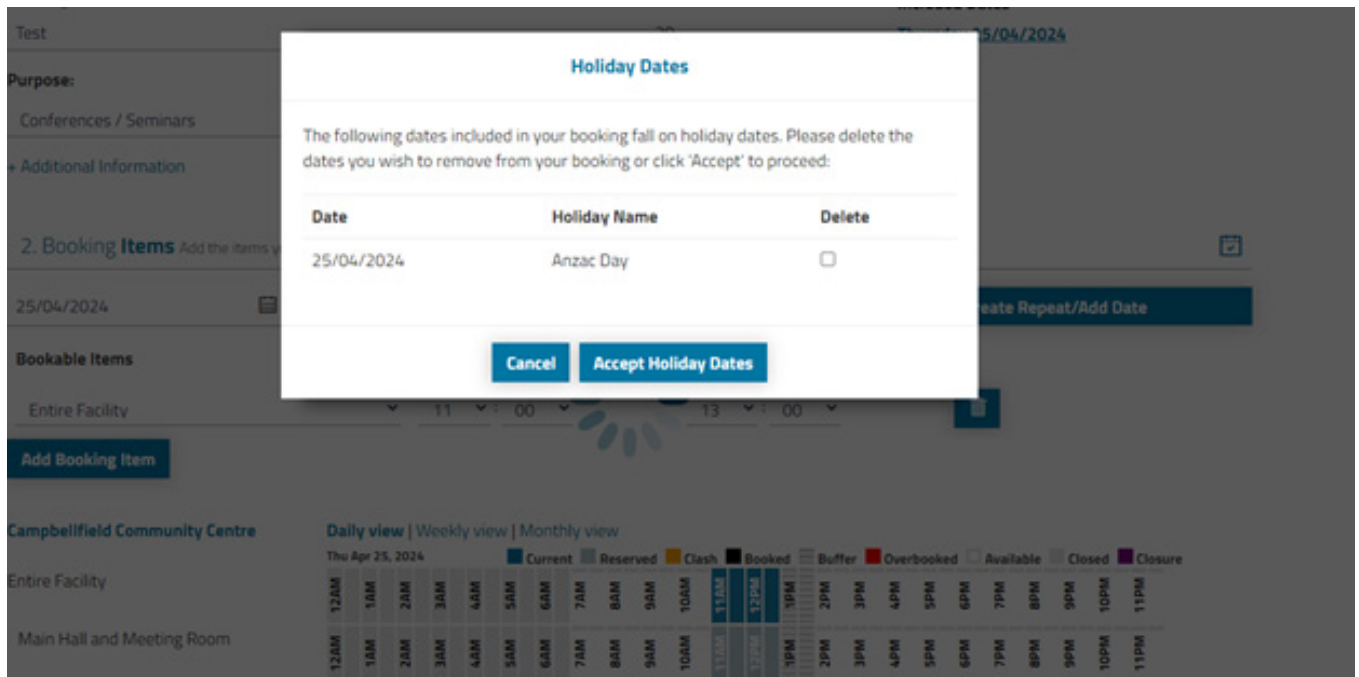 Test
25/04/2024
Purpose:
Conferences / Seminars
+ Additional Information
Holiday Dates
The following dates included in your booking fall on holiday dates. Please delete the
dates you wish to remove from your booking or click 'Accept' to proceed:
Date Holiday Name Delete
25/04/2024 Anzac Day
Cancel Accept Holiday Dates
2. Booking Items Add the items
25/04/2024
Repeat/Add Date
Bookable Items
Entire Facility 11 : 00 13 : 00
Add Booking Item
Campbellfield Community Centre
Daily view | Weekly view | Monthly view
Thu Apr 25, 2024 Current Reserved Clash Booked Buffer Overbooked Available Closed Closure
Entire Facility
12AM 1AM 2AM 3AM 4AM 5AM 6AM 7AM 8AM 9AM 10AM 11AM 12PM 1PM 2PM 3PM 4PM 5PM 6PM 7PM 8PM 9PM 10PM 11PM
Main Hall and Meeting Room
12AM 1AM 2AM 3AM 4AM 5AM 6AM 7AM 8AM 9AM 10AM 11AM 12PM 1PM 2PM 3PM 4PM 5PM 6PM 7PM 8PM 9PM 10PM 11PM